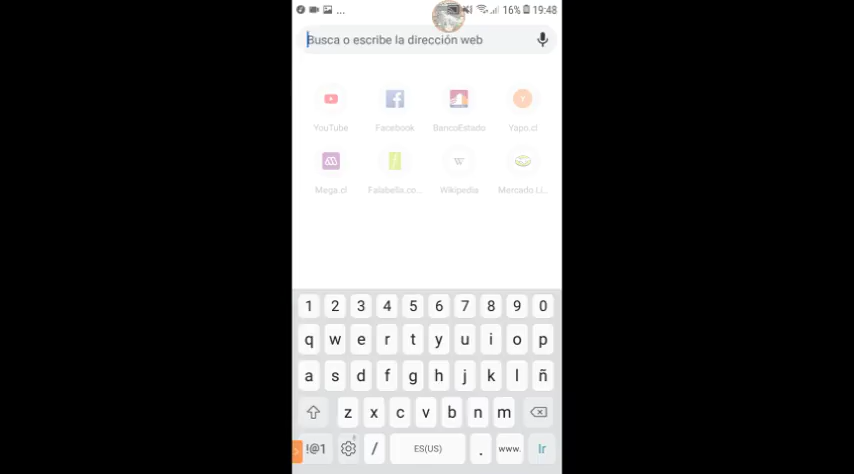 ... 16% 19:48
Busca o escribe la dirección web
YouTube Facebook BancoEstado Yapo.cl
Mega.cl Falabella.co... Wikipedia Mercado Li...
1 2 3 4 5 6 7 8 9 0
q w e r t y u i o p
a s d f g h j k l ñ
z x c v b n m
!@1 / ES(US) . www. Ir